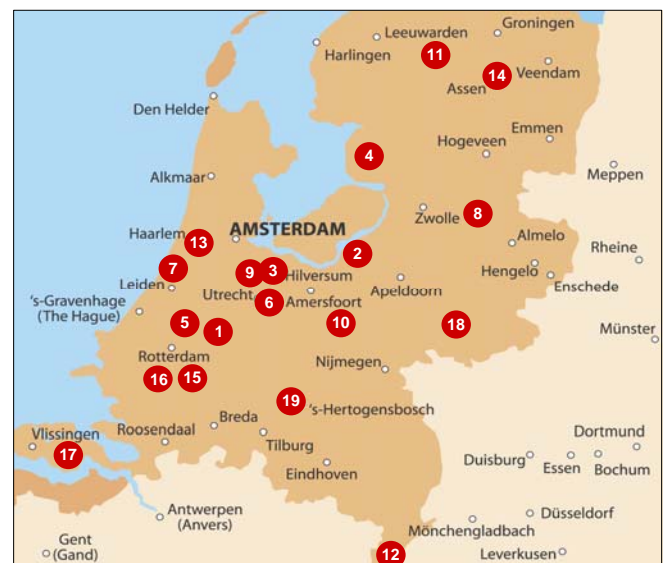 Groningen
Leeuwarden
Harlingen
11
14
Assen
Veendam
Den Helder
Emmen
Hogeveen
4
Alkmaar
Meppen
Zwolle
8
Haarlem
13
AMSTERDAM
Almelo
Rheine
2
7
9
3
Hilversum
Hengelo
Enschede
Leiden
Utrecht
Amersfoort
Apeldoorn
6
's-Gravenhage
(The Hague)
5
1
10
18
Münster
Rotterdam
Nijmegen
16
15
19
's-Hertogensbosch
Vlissingen
17
Roosendaal
Breda
Tilburg
Eindhoven
Dortmund
Duisburg
Essen
Bochum
Antwerpen
(Anvers)
Düsseldorf
Mönchengladbach
Gent
(Gand)
12
Leverkusen